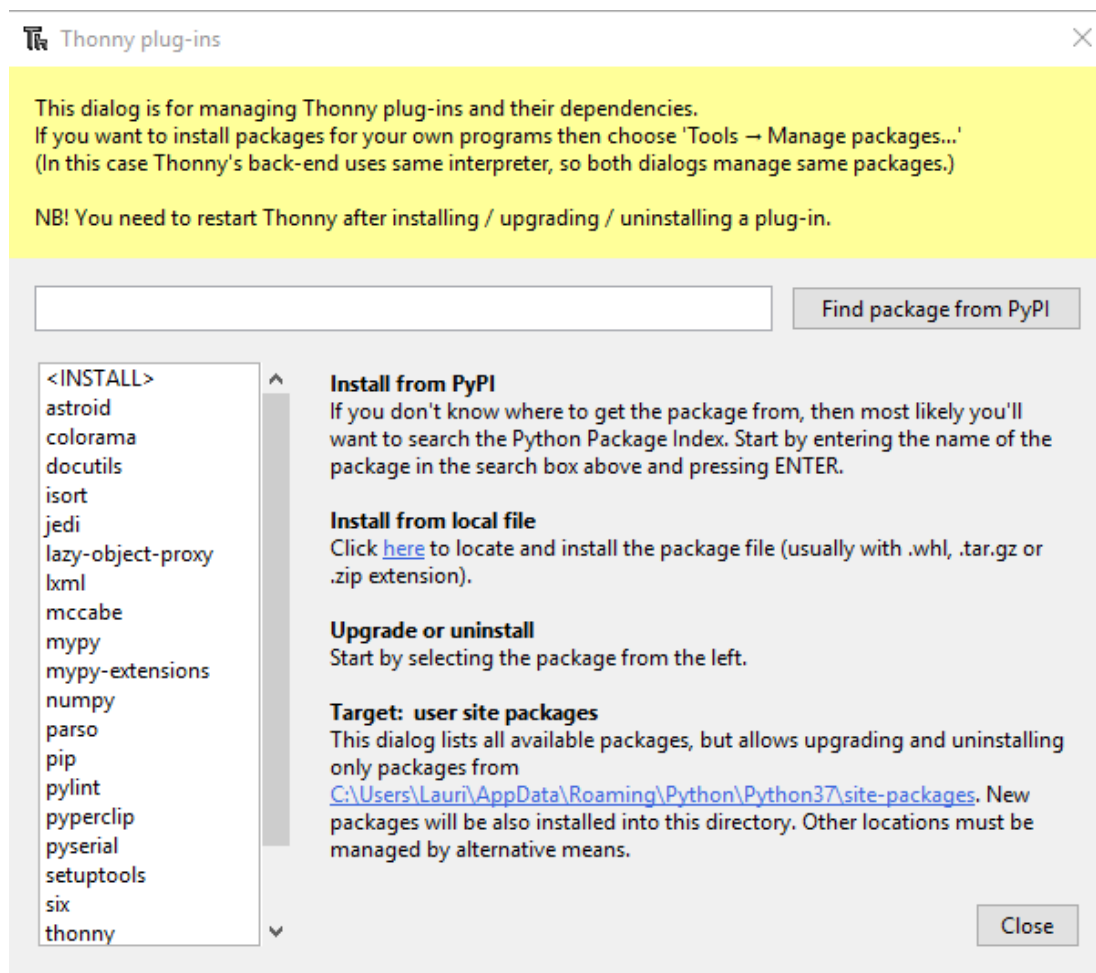 Thonny plug-ins
This dialog is for managing Thonny plug-ins and their dependencies.
If you want to install packages for your own programs then choose 'Tools → Manage packages...'
(In this case Thonny's back-end uses same interpreter, so both dialogs manage same packages.)
NB! You need to restart Thonny after installing / upgrading / uninstalling a plug-in.
Find package from PyPI
<INSTALL>
astroid
colorama
docutils
isort
jedi
lazy-object-proxy
lxml
mccabe
mypy
mypy-extensions
numpy
parso
pip
pylint
pyperclip
pyserial
setuptools
six
thonny
Install from PyPI
If you don't know where to get the package from, then most likely you'll
want to search the Python Package Index. Start by entering the name of the
package in the search box above and pressing ENTER.
Install from local file
Click here to locate and install the package file (usually with .whl, .tar.gz or
.zip extension).
Upgrade or uninstall
Start by selecting the package from the left.
Target:  user site packages
This dialog lists all available packages, but allows upgrading and uninstalling
only packages from
C:\Users\Lauri\AppData\Roaming\Python\Python37\site-packages. New
packages will be also installed into this directory. Other locations must be
managed by alternative means.
Close